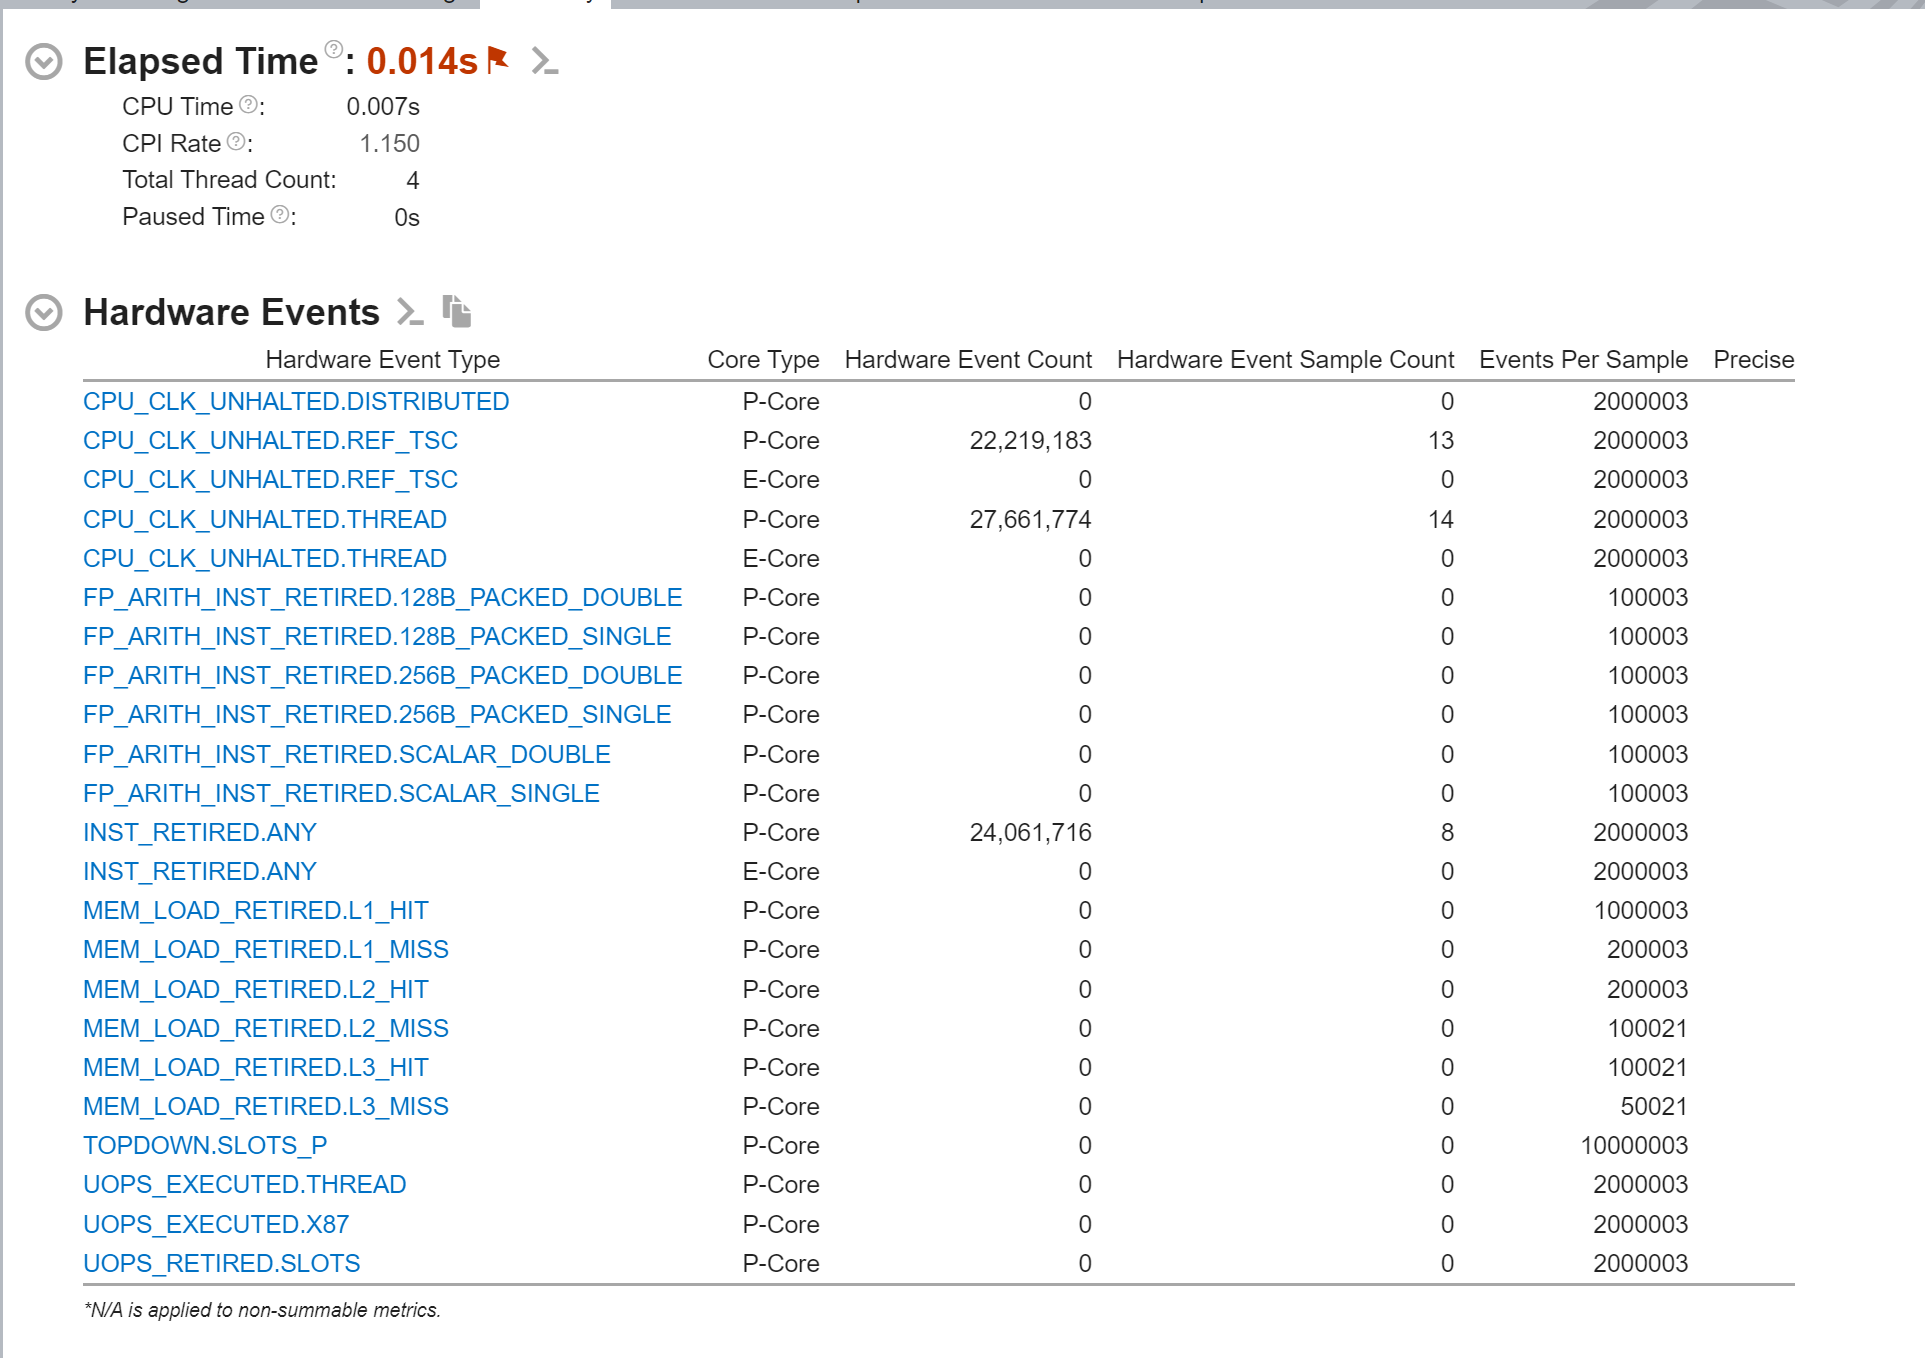 Elapsed Time: 0.014s
CPU Time: 0.007s
CPI Rate: 1.150
Total Thread Count: 4
Paused Time: 0s
Hardware Events
Hardware Event Type Core Type Hardware Event Count Hardware Event Sample Count Events Per Sample Precise
CPU_CLK_UNHALTED.DISTRIBUTED P-Core 0 0 2000003
CPU_CLK_UNHALTED.REF_TSC P-Core 22,219,183 13 2000003
CPU_CLK_UNHALTED.REF_TSC E-Core 0 0 2000003
CPU_CLK_UNHALTED.THREAD P-Core 27,661,774 14 2000003
CPU_CLK_UNHALTED.THREAD E-Core 0 0 2000003
FP_ARITH_INST_RETIRED.128B_PACKED_DOUBLE P-Core 0 0 100003
FP_ARITH_INST_RETIRED.128B_PACKED_SINGLE P-Core 0 0 100003
FP_ARITH_INST_RETIRED.256B_PACKED_DOUBLE P-Core 0 0 100003
FP_ARITH_INST_RETIRED.256B_PACKED_SINGLE P-Core 0 0 100003
FP_ARITH_INST_RETIRED.SCALAR_DOUBLE P-Core 0 0 100003
FP_ARITH_INST_RETIRED.SCALAR_SINGLE P-Core 0 0 100003
INST_RETIRED.ANY P-Core 24,061,716 8 2000003
INST_RETIRED.ANY E-Core 0 0 2000003
MEM_LOAD_RETIRED.L1_HIT P-Core 0 0 1000003
MEM_LOAD_RETIRED.L1_MISS P-Core 0 0 200003
MEM_LOAD_RETIRED.L2_HIT P-Core 0 0 200003
MEM_LOAD_RETIRED.L2_MISS P-Core 0 0 100021
MEM_LOAD_RETIRED.L3_HIT P-Core 0 0 100021
MEM_LOAD_RETIRED.L3_MISS P-Core 0 0 50021
TOPDOWN.SLOTS_P P-Core 0 0 10000003
UOPS_EXECUTED.THREAD P-Core 0 0 2000003
UOPS_EXECUTED.X87 P-Core 0 0 2000003
UOPS_RETIRED.SLOTS P-Core 0 0 2000003
*N/A is applied to non-summable metrics.